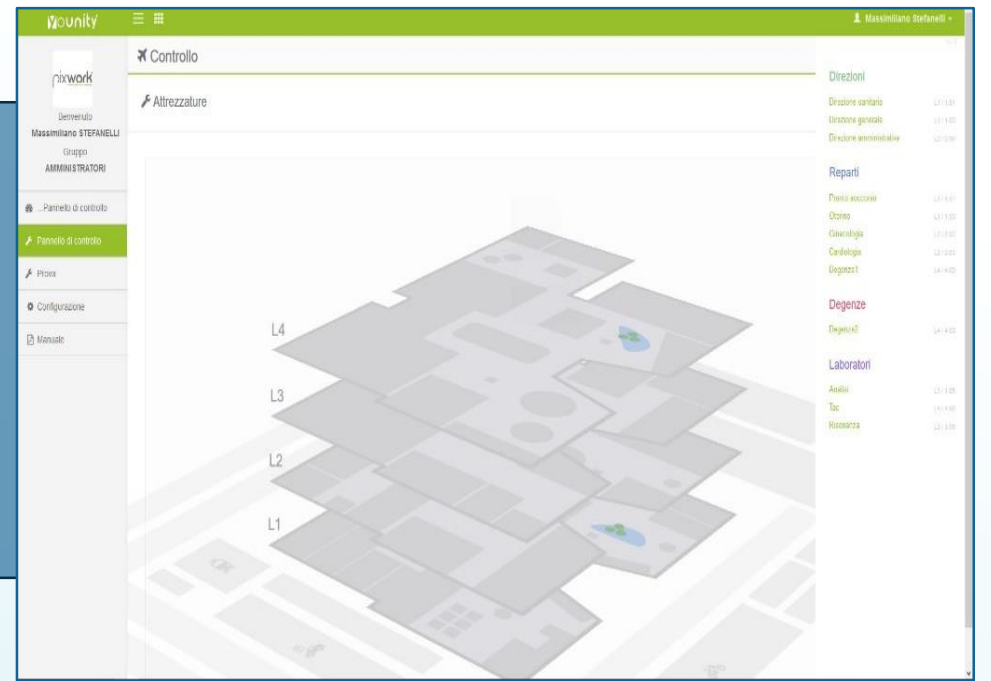 Younity
Massimiliano Stefanelli
pixwork
Benvenuto
Massimiliano STEFANELLI
Gruppo
AMMINISTRATORI
...Pannello di controllo
Pannello di controllo
Prova
Configurazione
Manuale
Controllo
Attrezzature
L4
L3
L2
L1
Direzioni
Direzione sanitaria
Direzione generale
Direzione amministrativa
Reparti
Pronto soccorso
Otorino
Ginecologia
Cardiologia
Degenza1
Degenze
Degenza2
Laboratori
Analisi
Tac
Risonanza